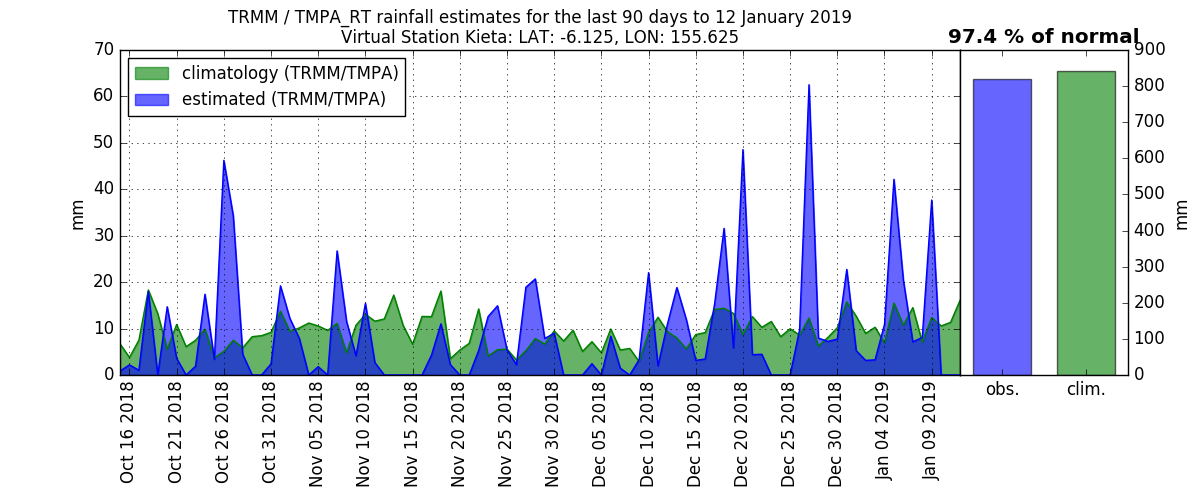 TRMM / TMPA_RT rainfall estimates for the last 90 days to 12 January 2019
Virtual Station Kieta: LAT: -6.125, LON: 155.625
97.4 % of normal
climatology (TRMM/TMPA)
estimated (TRMM/TMPA)
70
60
50
40
30
20
10
0
mm
Oct 16 2018
Oct 21 2018
Oct 26 2018
Oct 31 2018
Nov 05 2018
Nov 10 2018
Nov 15 2018
Nov 20 2018
Nov 25 2018
Nov 30 2018
Dec 05 2018
Dec 10 2018
Dec 15 2018
Dec 20 2018
Dec 25 2018
Dec 30 2018
Jan 04 2019
Jan 09 2019
900
800
700
600
500
400
300
200
100
0
mm
obs.
clim.